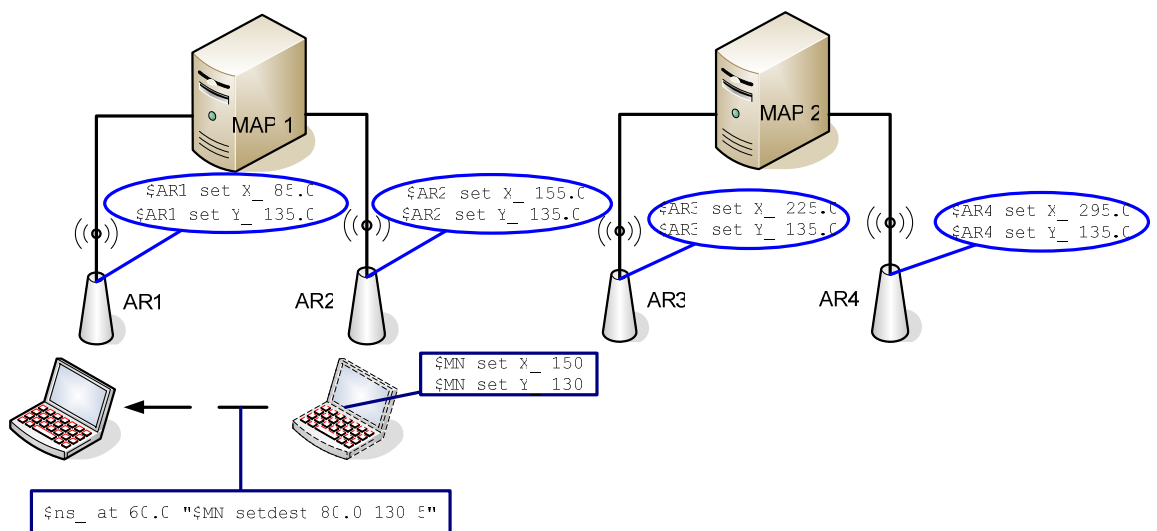 MAP 1
MAP 2
$AR1 set X_ 85.0
$AR1 set Y_ 135.0
$AR2 set X_ 155.0
$AR2 set Y_ 135.0
$AR3 set X_ 225.0
$AR3 set Y_ 135.0
$AR4 set X_ 295.0
$AR4 set Y_ 135.0
AR1
AR2
AR3
AR4
$MN set X_ 150
$MN set Y_ 130
$ns_ at 60.0 "$MN setdest 80.0 130 5"